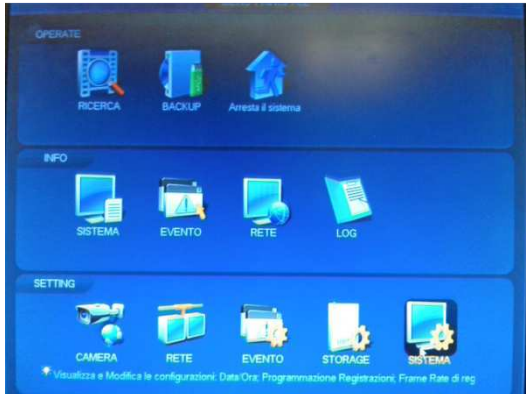 OPERATE
RICERCA
BACKUP
Arresta il sistema
INFO
SISTEMA
EVENTO
RETE
LOG
SETTING
CAMERA
RETE
EVENTO
STORAGE
SISTEMA
Visualizza e Modifica le configurazioni: Data/Ora; Programmazione Registrazioni; Frame Rate di reg